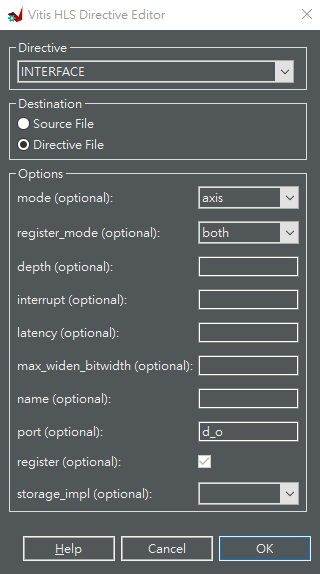 Vitis HLS Directive Editor
Directive
INTERFACE
Destination
Source File
Directive File
Options
mode (optional): axis
register_mode (optional): both
depth (optional):
interrupt (optional):
latency (optional):
max_widen_bitwidth (optional):
name (optional):
port (optional): d_o
register (optional):
storage_impl (optional):
Help Cancel OK